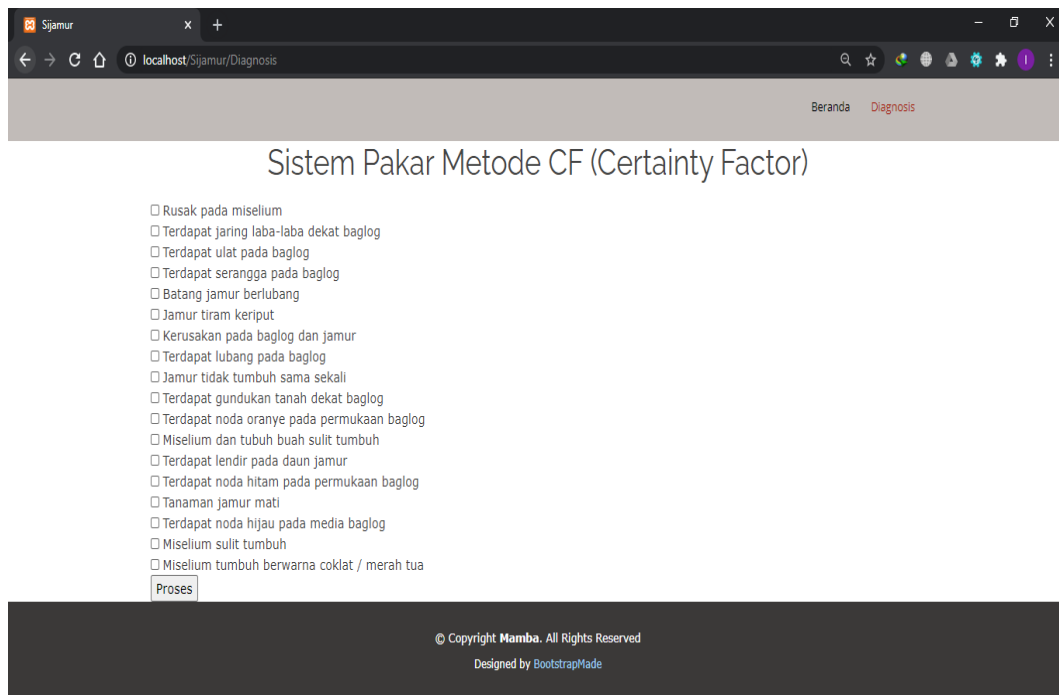 Sijamur
localhost/Sijamur/Diagnosis
I
Beranda Diagnosis
Sistem Pakar Metode CF (Certainty Factor)
Rusak pada miselium
Terdapat jaring laba-laba dekat baglog
Terdapat ulat pada baglog
Terdapat serangga pada baglog
Batang jamur berlubang
Jamur tiram keriput
Kerusakan pada baglog dan jamur
Terdapat lubang pada baglog
Jamur tidak tumbuh sama sekali
Terdapat gundukan tanah dekat baglog
Terdapat noda oranye pada permukaan baglog
Miselium dan tubuh buah sulit tumbuh
Terdapat lendir pada daun jamur
Terdapat noda hitam pada permukaan baglog
Tanaman jamur mati
Terdapat noda hijau pada media baglog
Miselium sulit tumbuh
Miselium tumbuh berwarna coklat / merah tua
Proses
© Copyright Mamba. All Rights Reserved
Designed by BootstrapMade